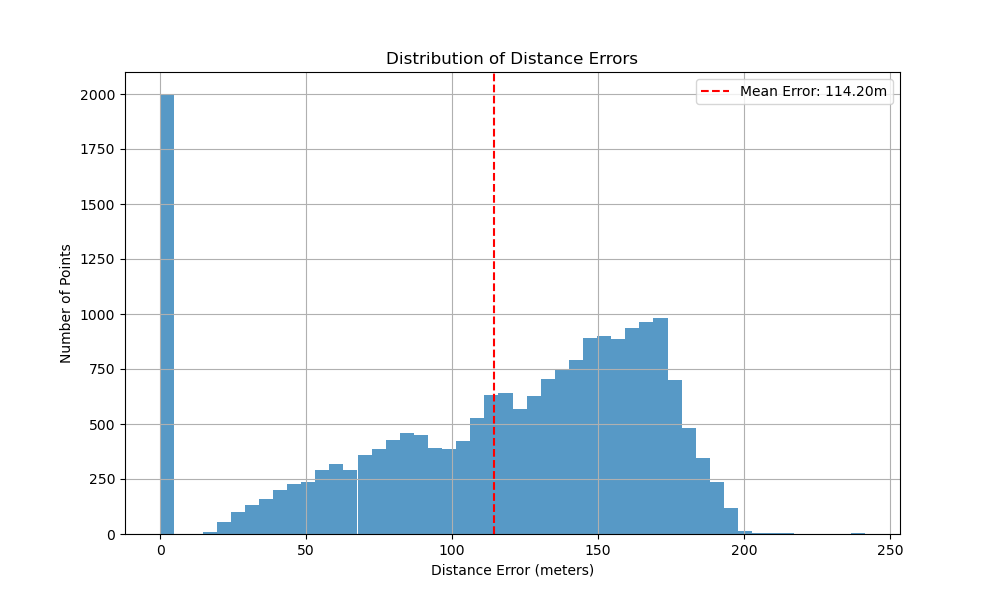 Distribution of Distance Errors
Mean Error: 114.20m
2000
1750
1500
1250
1000
750
500
250
0
Number of Points
0 50 100 150 200 250
Distance Error (meters)